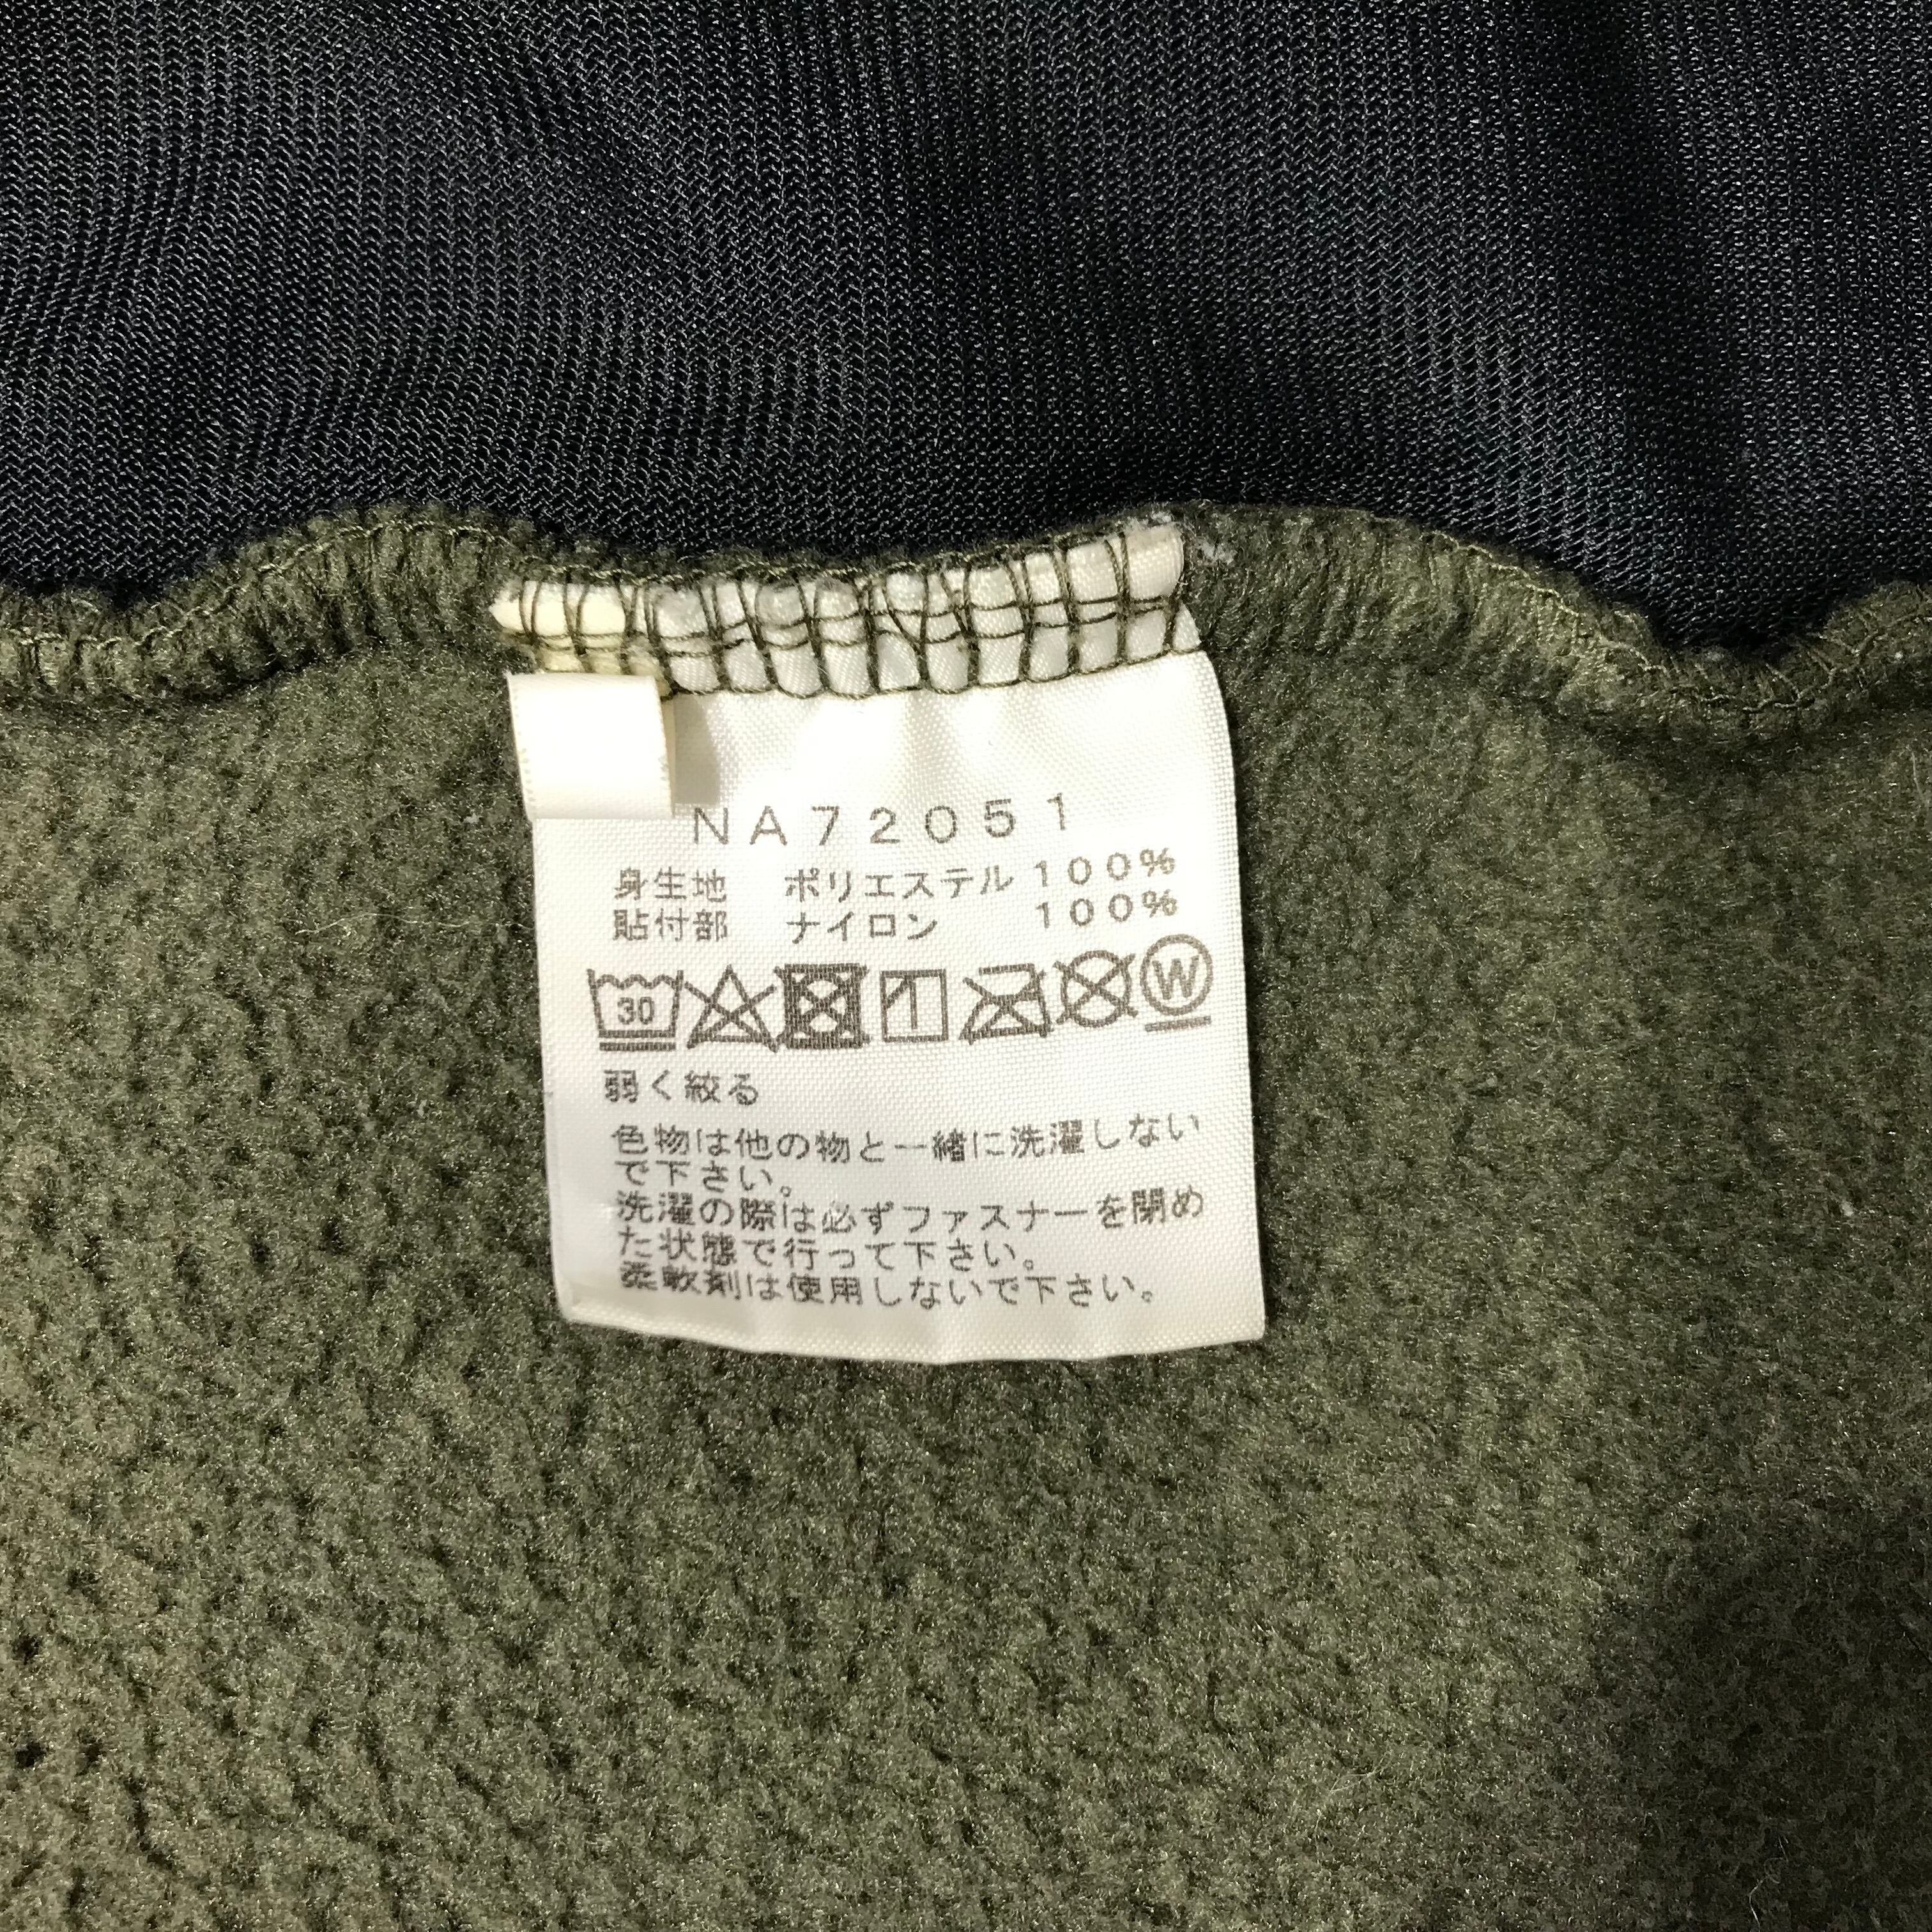 NA72051
身生地 ポリエステル100%
貼付部 ナイロン 100%
30 W
弱く絞る
色物は他の物と一緒に洗濯しない
で下さい。
洗濯の際は必ずファスナーを閉め
た状態で行って下さい。
柔軟剤は使用しないで下さい。